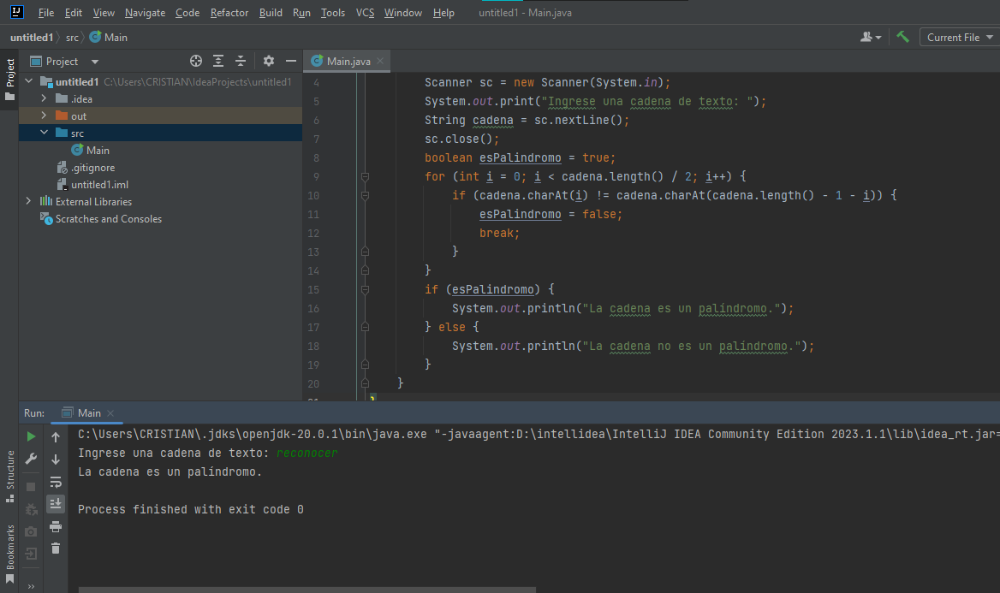 File Edit View Navigate Code Refactor Build Run Tools VCS Window Help untitled1 - Main.java
untitled1 src Main Current File
Project Main.java
Project
untitled1 C:\Users\CRISTIAN\IdeaProjects\untitled1
.idea
out
src
Main
.gitignore
untitled1.iml
External Libraries
Scratches and Consoles
4 Scanner sc = new Scanner(System.in);
5 System.out.print("Ingrese una cadena de texto: ");
6 String cadena = sc.nextLine();
7 sc.close();
8 boolean esPalindromo = true;
9 for (int i = 0; i < cadena.length() / 2; i++) {
10 if (cadena.charAt(i) != cadena.charAt(cadena.length() - 1 - i)) {
11 esPalindromo = false;
12 break;
13 }
14 }
15 if (esPalindromo) {
16 System.out.println("La cadena es un palíndromo.");
17 } else {
18 System.out.println("La cadena no es un palíndromo.");
19 }
20 }
21 }
Run: Main
C:\Users\CRISTIAN\.jdks\openjdk-20.0.1\bin\java.exe "-javaagent:D:\intellidea\IntelliJ IDEA Community Edition 2023.1.1\lib\idea_rt.jar=
Ingrese una cadena de texto: reconocer
La cadena es un palíndromo.
Process finished with exit code 0
Structure
Bookmarks